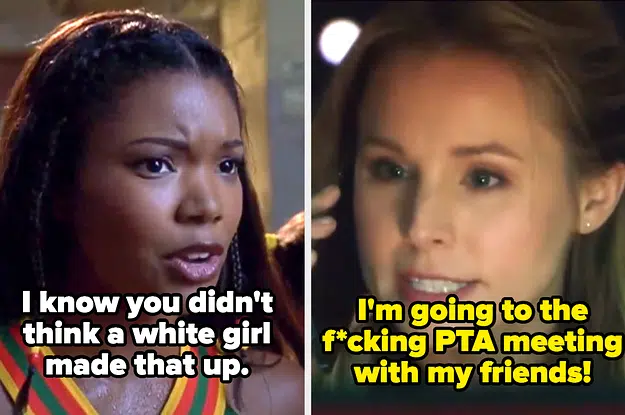 I know you didn't
think a white girl
made that up.
I'm going to the
f*cking PTA meeting
with my friends!